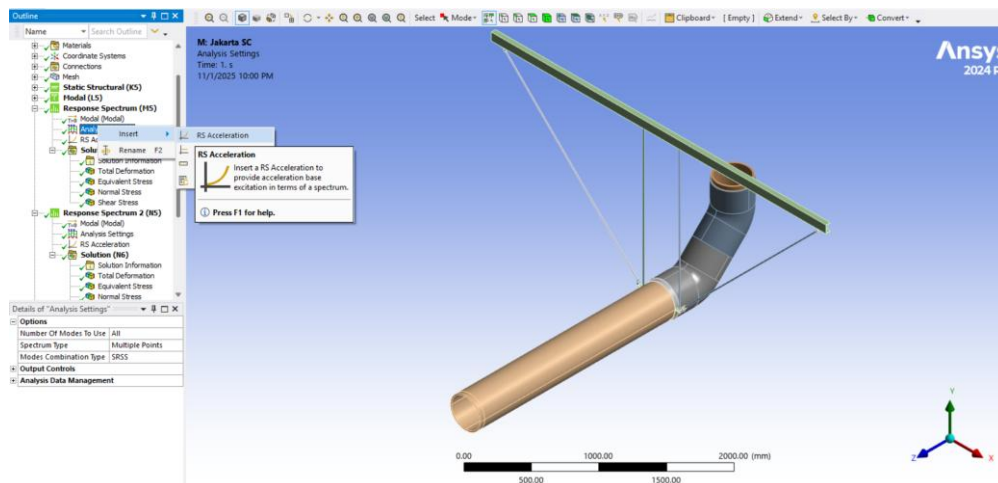 Outline
Name
Search Outline
Select
Mode
Clipboard
[ Empty ]
Extend
Select By
Convert
Materials
Coordinate Systems
Connections
Mesh
Static Structural (K5)
Modal (L5)
Response Spectrum (M5)
Modal (Modal)
Analy
RS A
Solut
Solution Information
Total Deformation
Equivalent Stress
Normal Stress
Shear Stress
Response Spectrum 2 (N5)
Modal (Modal)
Analysis Settings
RS Acceleration
Solution (N6)
Solution Information
Total Deformation
Equivalent Stress
Normal Stress
Insert
Rename F2
RS Acceleration
RS Acceleration
Insert a RS Acceleration to
provide acceleration base
excitation in terms of a spectrum.
Press F1 for help.
Details of "Analysis Settings"
Options
Number Of Modes To Use All
Spectrum Type Multiple Points
Modes Combination Type SRSS
Output Controls
Analysis Data Management
M: Jakarta SC
Analysis Settings
Time: 1. s
11/1/2025 10:00 PM
Ansys
2024 R
0.00 1000.00 2000.00 (mm)
500.00 1500.00
Y
Z
X